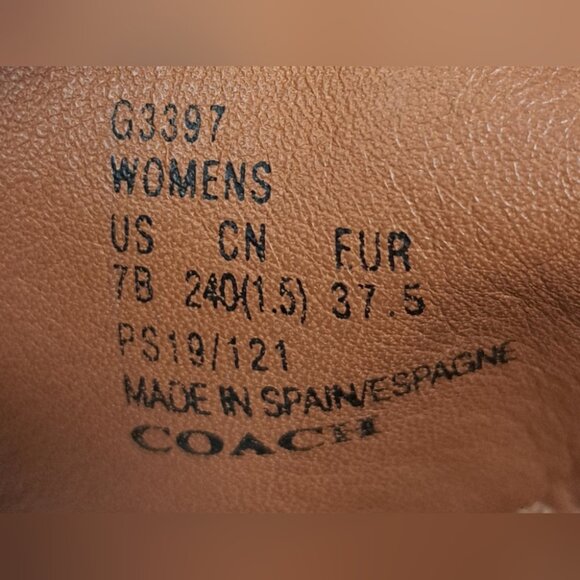 G3397
WOMENS
US CN EUR
7B 240(1.5) 37.5
PS19/121
MADE IN SPAIN/ESPAGNE
COACH